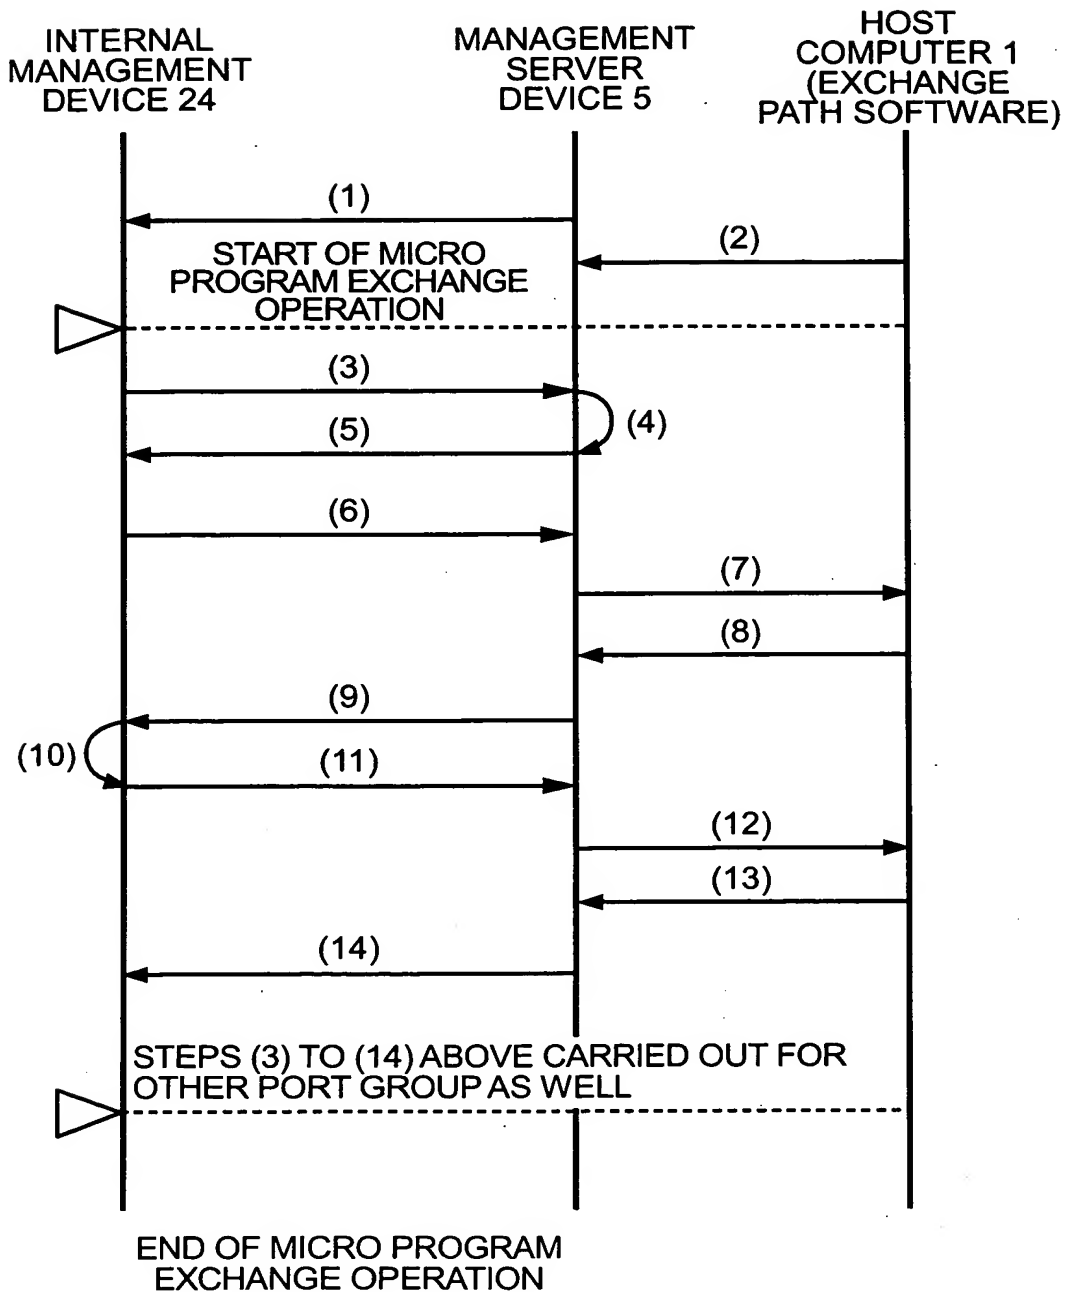 INTERNAL
MANAGEMENT
DEVICE 24
MANAGEMENT
SERVER
DEVICE 5
HOST
COMPUTER 1
(EXCHANGE
PATH SOFTWARE)
(1)
(2)
START OF MICRO
PROGRAM EXCHANGE
OPERATION
(3)
(4)
(5)
(6)
(7)
(8)
(9)
(10)
(11)
(12)
(13)
(14)
STEPS (3) TO (14) ABOVE CARRIED OUT FOR
OTHER PORT GROUP AS WELL
END OF MICRO PROGRAM
EXCHANGE OPERATION